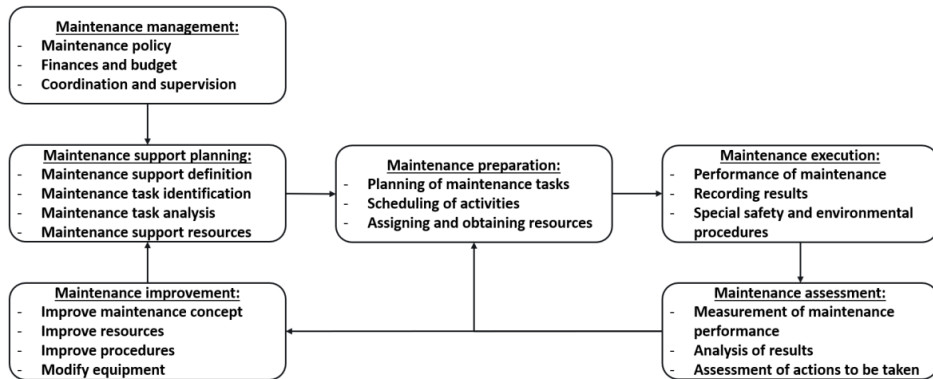 Maintenance management:
- Maintenance policy
- Finances and budget
- Coordination and supervision
Maintenance support planning:
- Maintenance support definition
- Maintenance task identification
- Maintenance task analysis
- Maintenance support resources
Maintenance preparation:
- Planning of maintenance tasks
- Scheduling of activities
- Assigning and obtaining resources
Maintenance execution:
- Performance of maintenance
- Recording results
- Special safety and environmental
procedures
Maintenance improvement:
- Improve maintenance concept
- Improve resources
- Improve procedures
- Modify equipment
Maintenance assessment:
- Measurement of maintenance
performance
- Analysis of results
- Assessment of actions to be taken